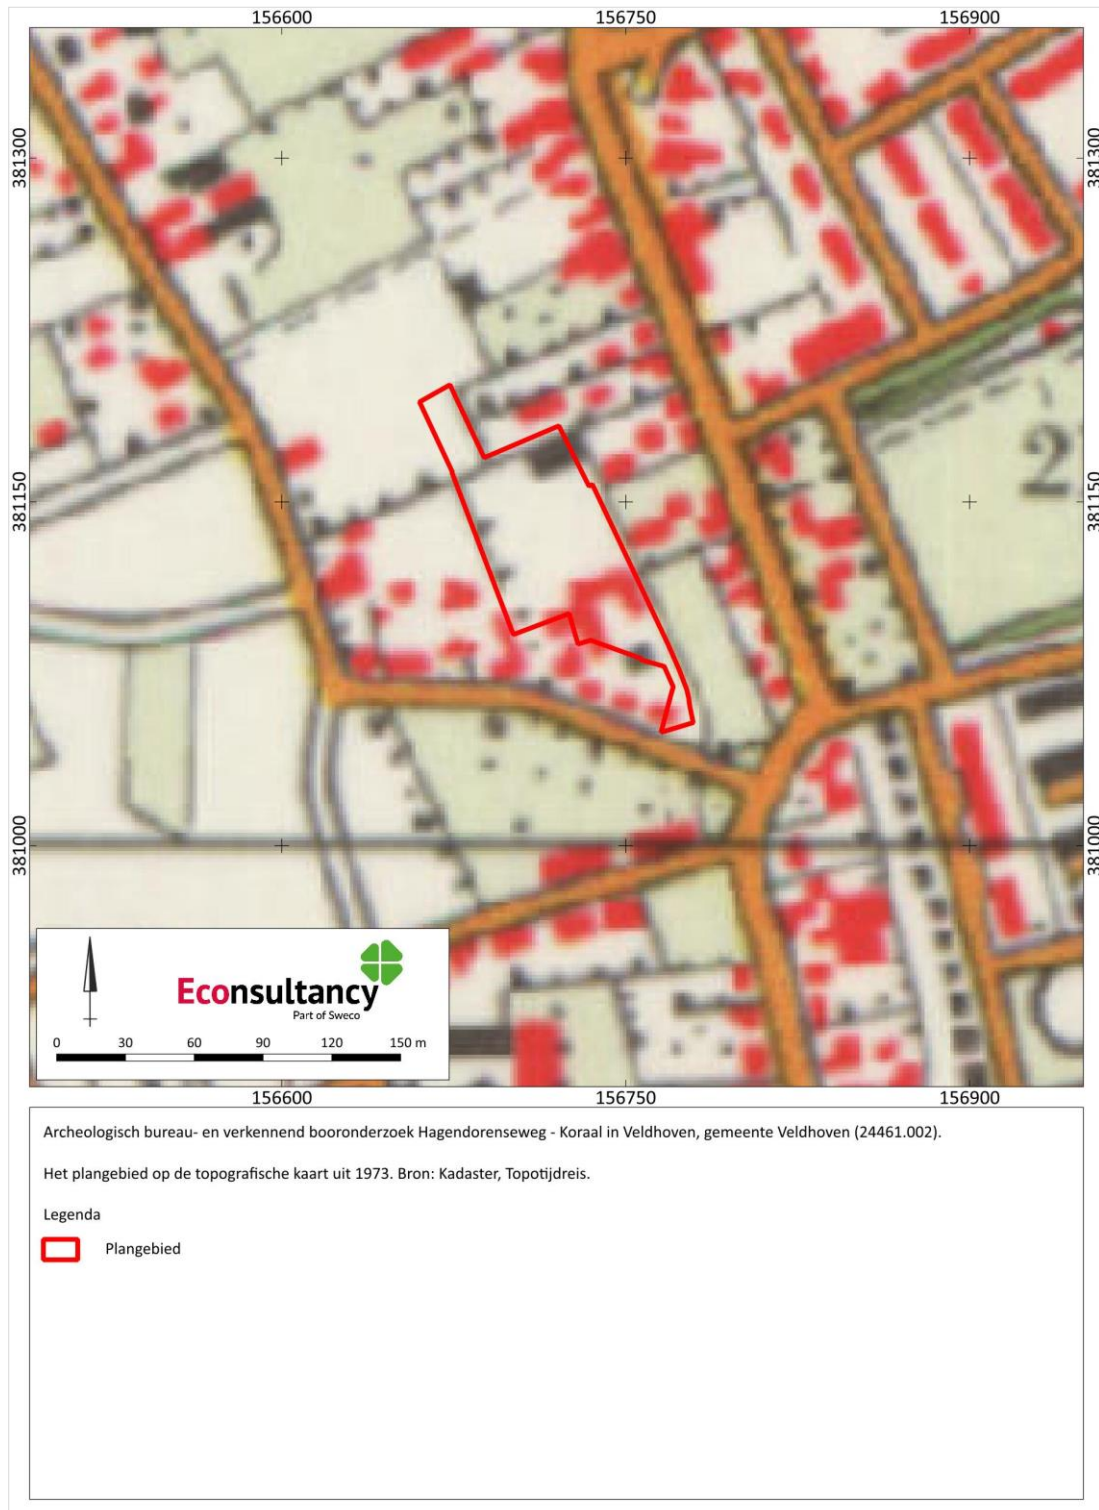 156600 156750 156900
381300 381300
2
381150 381150
381000 381000
Econsultancy
Part of Sweco
0 30 60 90 120 150 m
156600 156750 156900
Archeologisch bureau- en verkennend booronderzoek Hagendorenseweg - Koraal in Veldhoven, gemeente Veldhoven (24461.002).
Het plangebied op de topografische kaart uit 1973. Bron: Kadaster, Topotijdreis.
Legenda
Plangebied